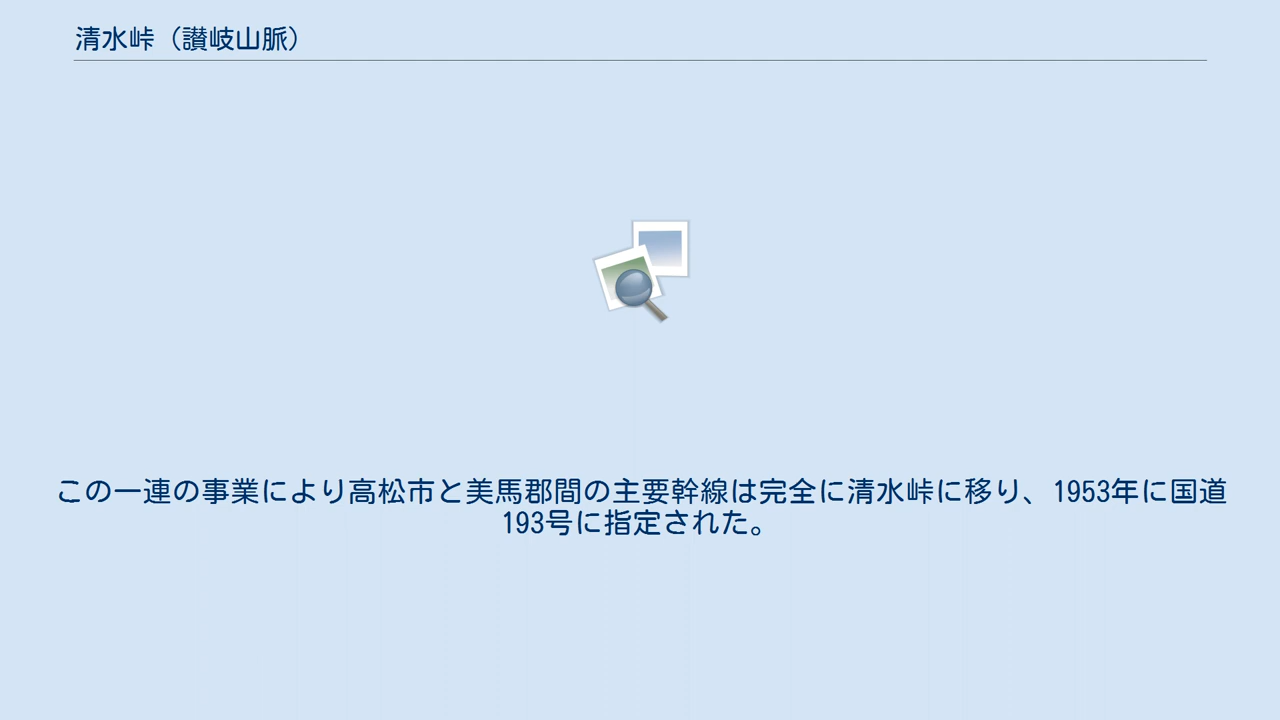 清水峠（讃岐山脈）
この一連の事業により高松市と美馬郡間の主要幹線は完全に清水峠に移り、1953年に国道
193号に指定された。